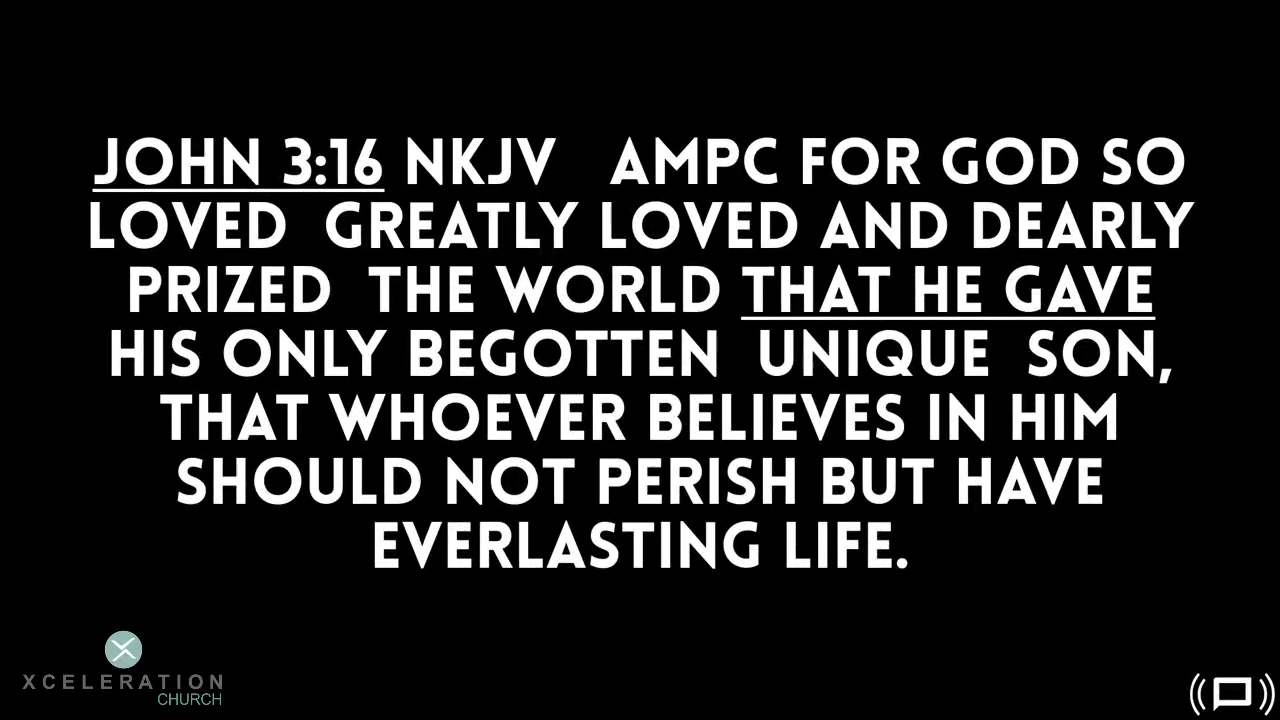 JOHN 3:16 NKJV   AMPC FOR GOD SO
LOVED  GREATLY LOVED AND DEARLY
PRIZED  THE WORLD THAT HE GAVE
HIS ONLY BEGOTTEN  UNIQUE  SON,
THAT WHOEVER BELIEVES IN HIM
SHOULD NOT PERISH BUT HAVE
EVERLASTING LIFE.
XCELERATION
CHURCH